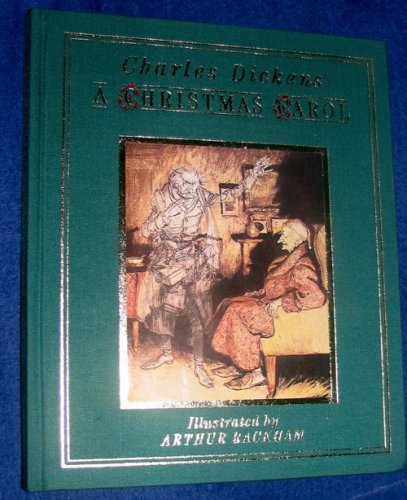 Charles Dickens
A CHRISTMAS CAROL
Illustrated by
ARTHUR RACKHAM